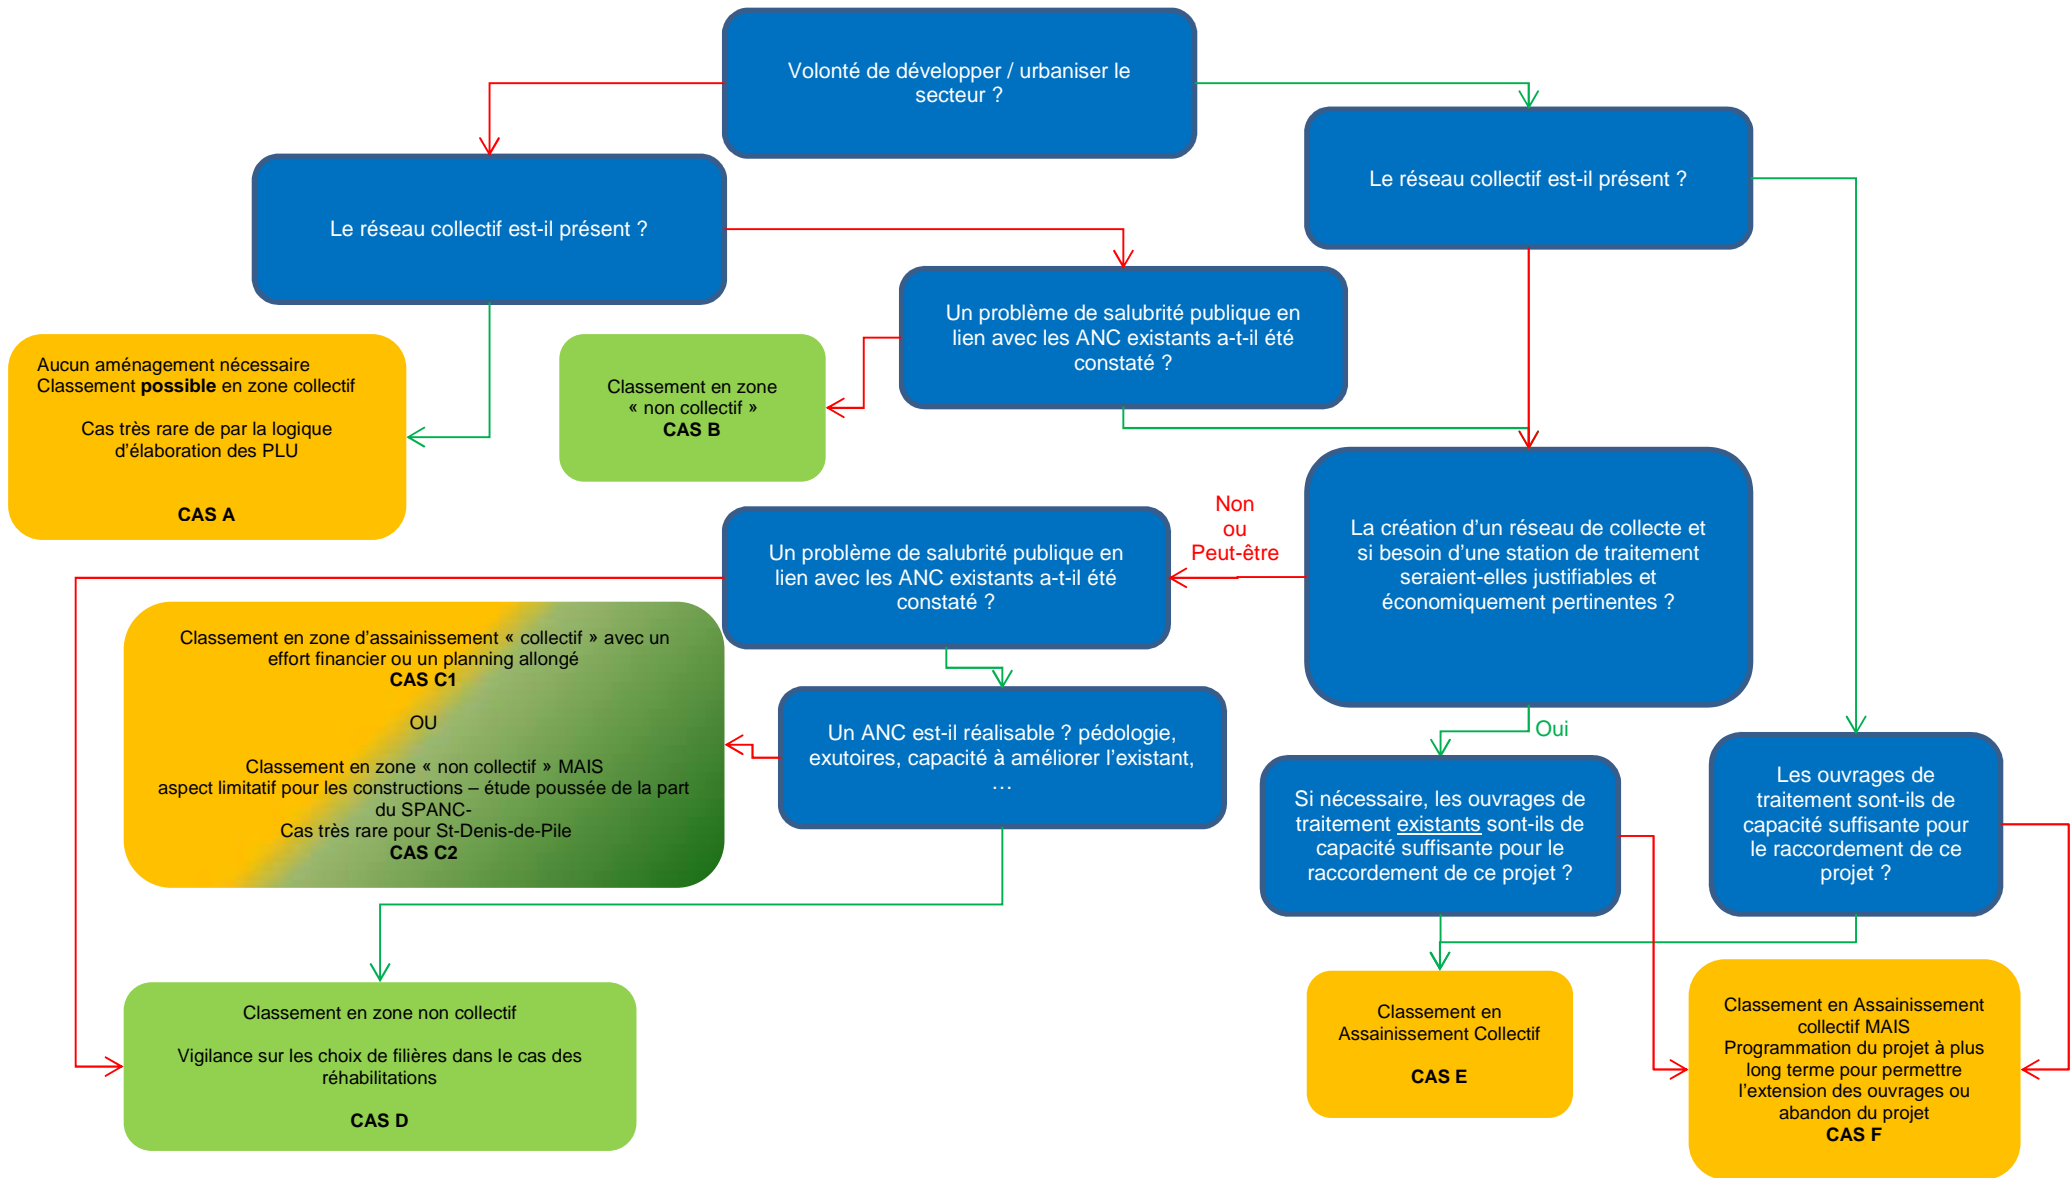 Volonté de développer / urbaniser le
secteur ?
Le réseau collectif est-il présent ?
Le réseau collectif est-il présent ?
Un problème de salubrité publique en
lien avec les ANC existants a-t-il été
constaté ?
Aucun aménagement nécessaire
Classement possible en zone collectif
Cas très rare de par la logique
d'élaboration des PLU
CAS A
Classement en zone
« non collectif »
CAS B
La création d'un réseau de collecte et
si besoin d'une station de traitement
seraient-elles justifiables et
économiquement pertinentes ?
Non
ou
Peut-être
Un problème de salubrité publique en
lien avec les ANC existants a-t-il été
constaté ?
Classement en zone d'assainissement « collectif » avec un
effort financier ou un planning allongé
CAS C1
OU
Classement en zone « non collectif » MAIS
aspect limitatif pour les constructions – étude poussée de la part
du SPANC-
Cas très rare pour St-Denis-de-Pile
CAS C2
Un ANC est-il réalisable ? pédologie,
exutoires, capacité à améliorer l'existant,
…
Oui
Si nécessaire, les ouvrages de
traitement existants sont-ils de
capacité suffisante pour le
raccordement de ce projet ?
Les ouvrages de
traitement sont-ils de
capacité suffisante pour
le raccordement de ce
projet ?
Classement en zone non collectif
Vigilance sur les choix de filières dans le cas des
réhabilitations
CAS D
Classement en
Assainissement Collectif
CAS E
Classement en Assainissement
collectif MAIS
Programmation du projet à plus
long terme pour permettre
l'extension des ouvrages ou
abandon du projet
CAS F